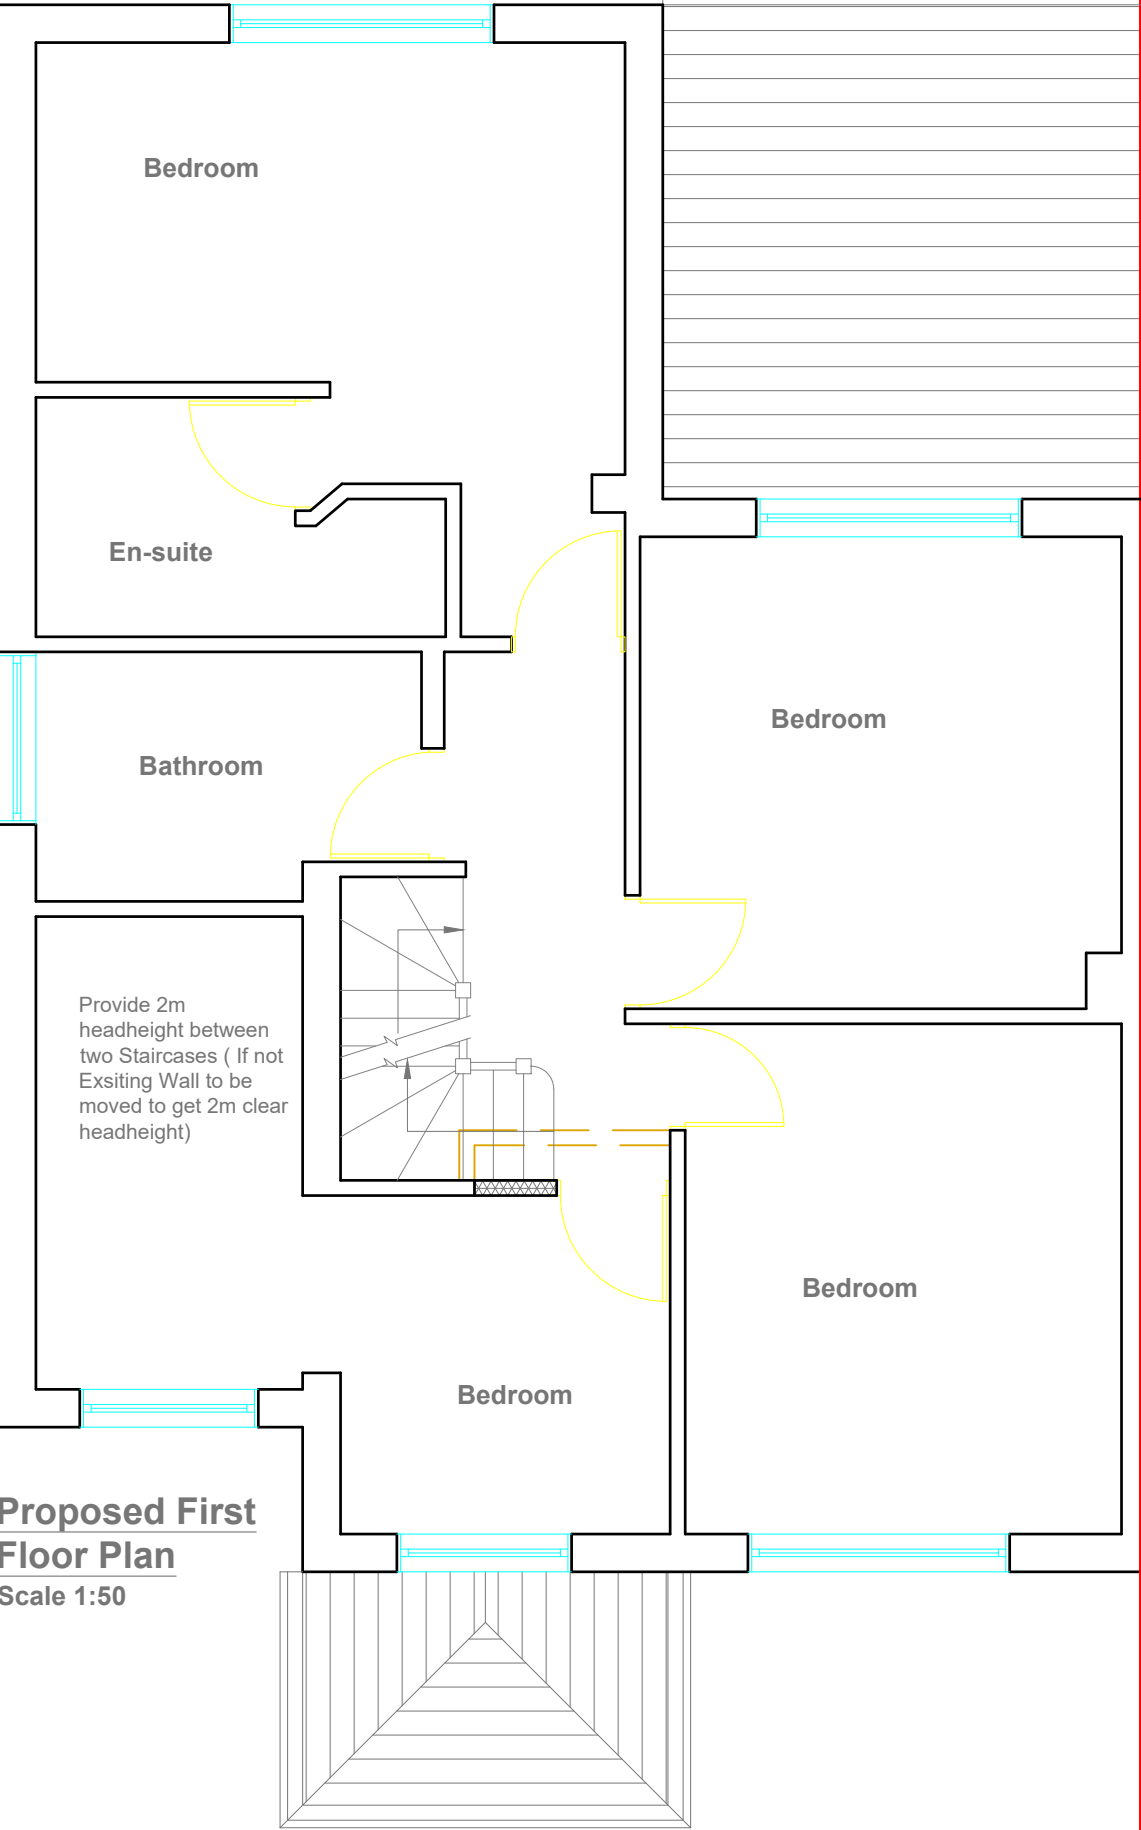 Bedroom
En-suite
Bedroom
Bathroom
Provide 2m
headheight between
two Staircases ( If not
Exsiting Wall to be
moved to get 2m clear
headheight)
Bedroom
Bedroom
Proposed First
Floor Plan
Scale 1:50